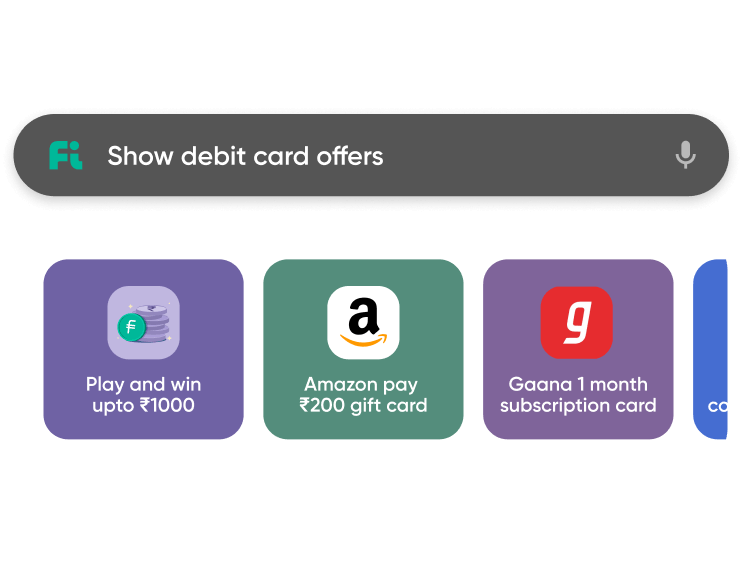 Fi Show debit card offers
Play and win
upto ₹1000
Amazon pay
₹200 gift card
Gaana 1 month
subscription card